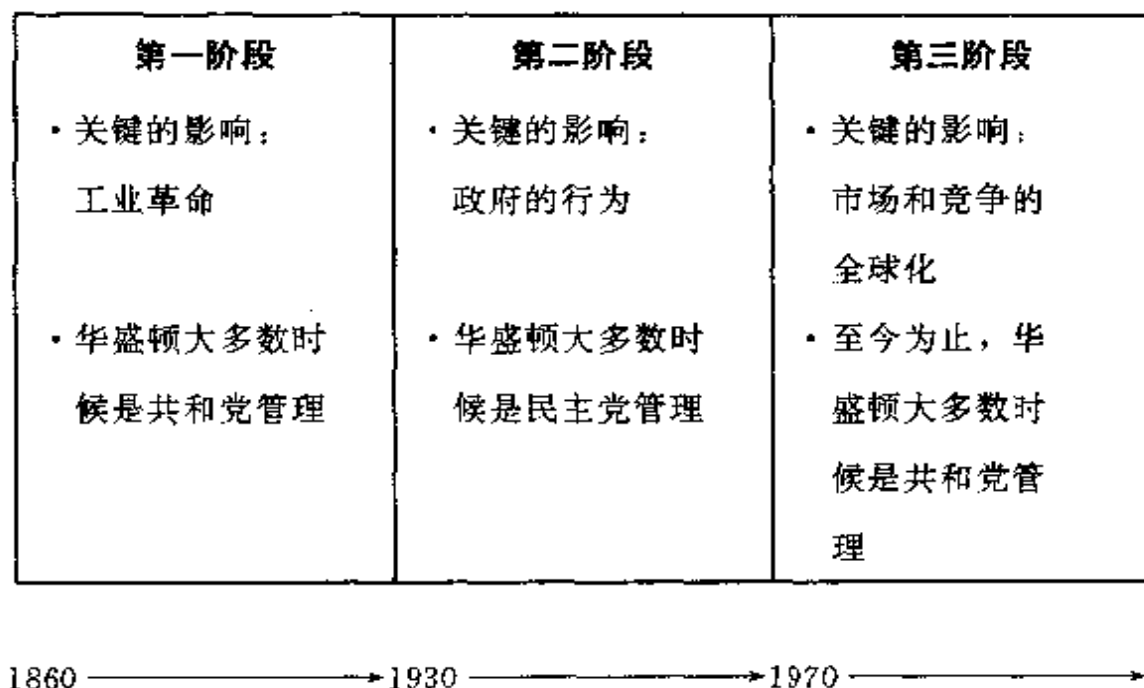 第一阶段
• 关键的影响：
工业革命
• 华盛顿大多数时
候是共和党管理
第二阶段
• 关键的影响：
政府的行为
• 华盛顿大多数时
候是民主党管理
第三阶段
• 关键的影响：
市场和竞争的
全球化
• 至今为止，华
盛顿大多数时
候是共和党管
理
1860 → 1930 → 1970 →